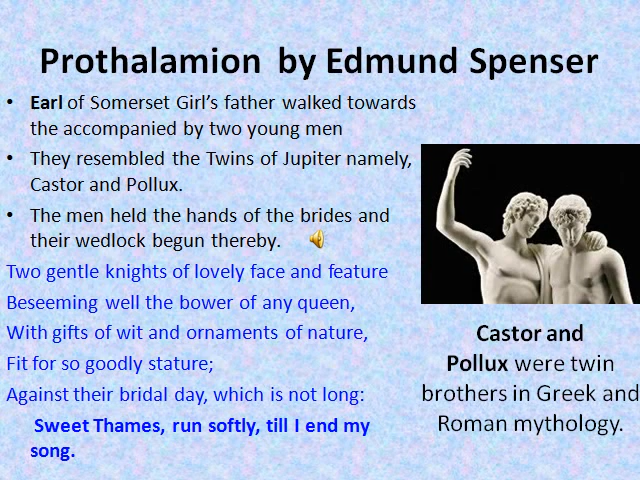 Prothalamion by Edmund Spenser
• Earl of Somerset Girl's father walked towards
the accompanied by two young men
• They resembled the Twins of Jupiter namely,
Castor and Pollux.
• The men held the hands of the brides and
their wedlock begun thereby.
Two gentle knights of lovely face and feature
Beseeming well the bower of any queen,
With gifts of wit and ornaments of nature,
Fit for so goodly stature;
Against their bridal day, which is not long:
Sweet Thames, run softly, till I end my
song.
Castor and
Pollux were twin
brothers in Greek and
Roman mythology.